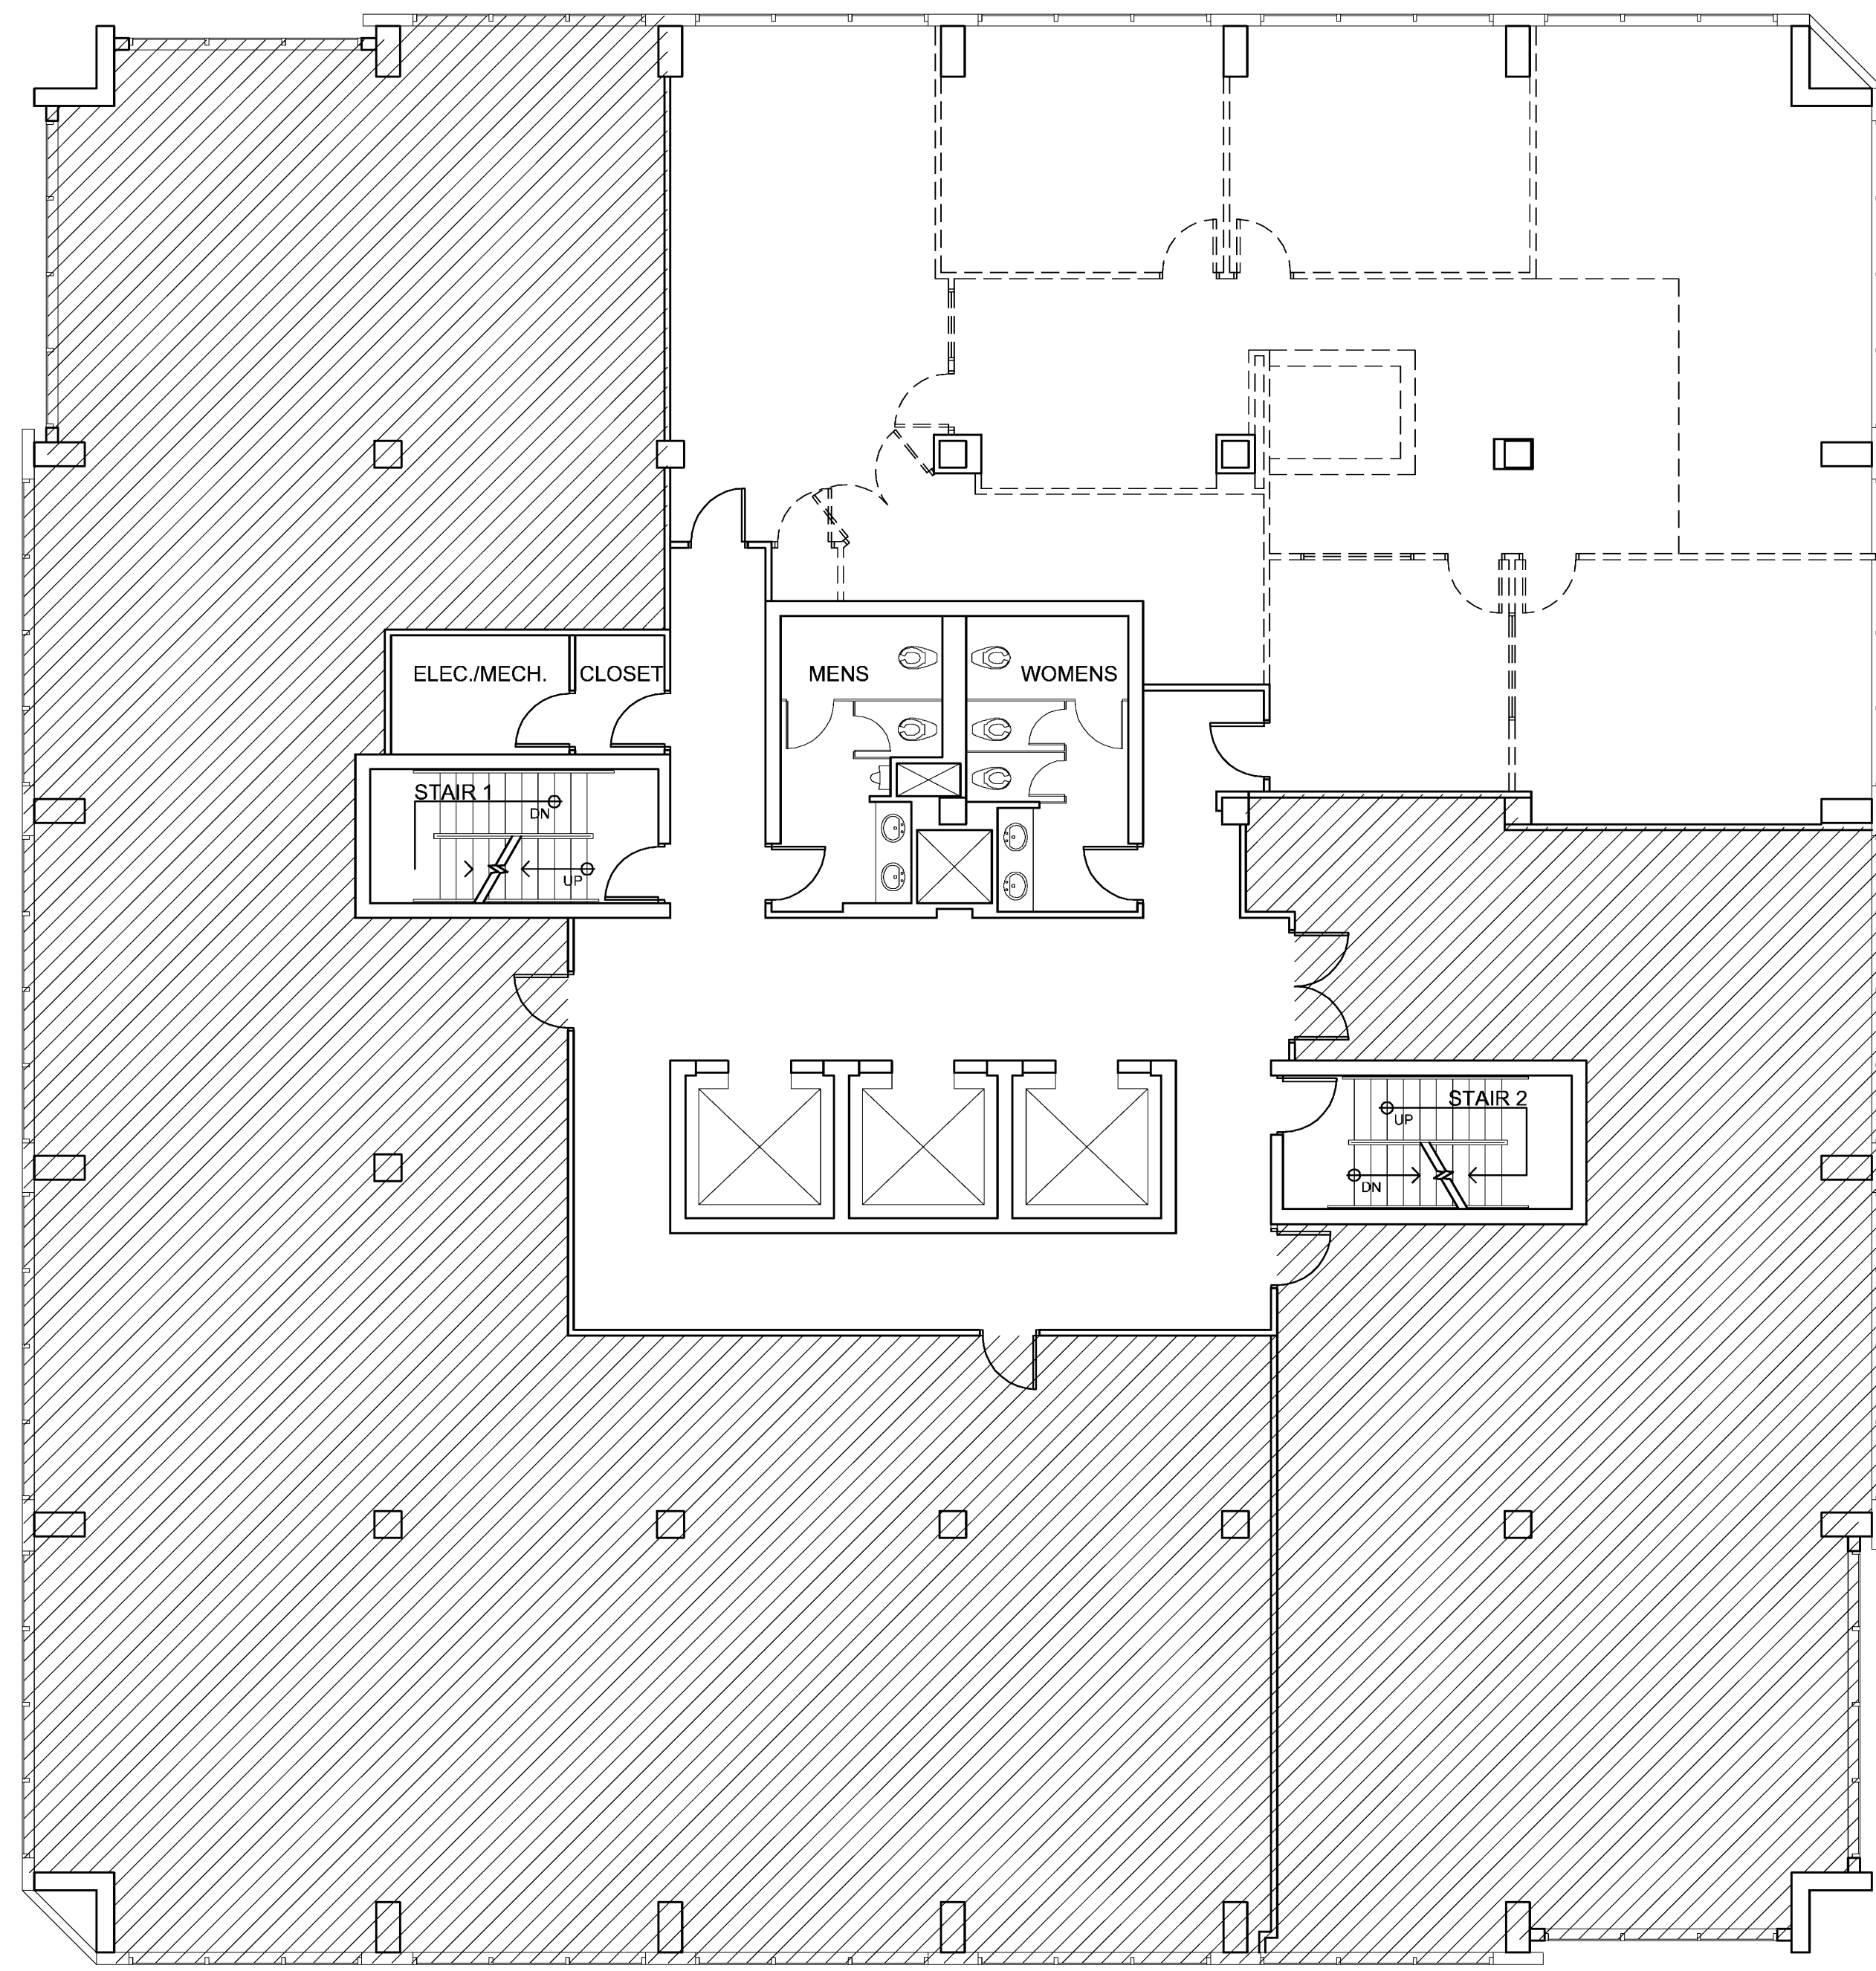 ELEC./MECH.
CLOSET
MENS
WOMENS
STAIR 1
DN
UP
STAIR 2
UP
DN